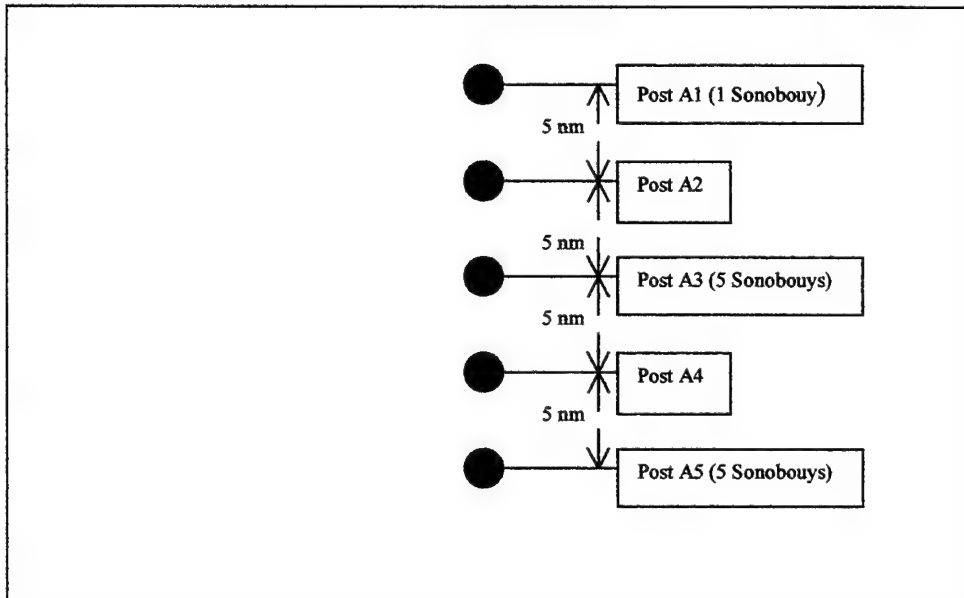 Post A1 (1 Sonobouy)
5 nm
Post A2
5 nm
Post A3 (5 Sonobouys)
5 nm
Post A4
5 nm
Post A5 (5 Sonobouys)